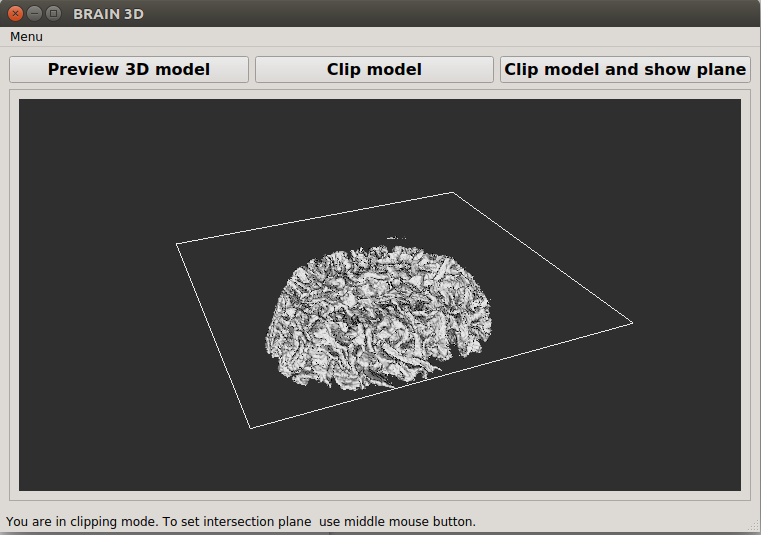 BRAIN 3D
Menu
Preview 3D model
Clip model
Clip model and show plane
You are in clipping mode. To set intersection plane  use middle mouse button.